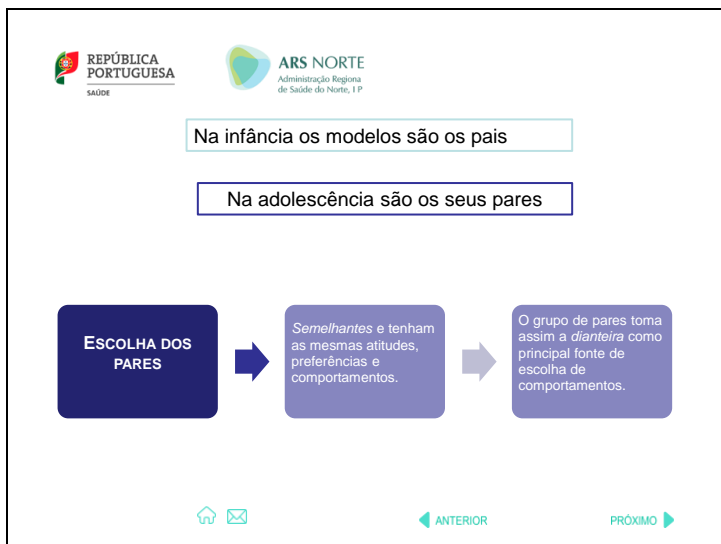 REPÚBLICA
PORTUGUESA
SAÚDE
ARS NORTE
Administração Regiona
de Saúde do Norte, I P
Na infância os modelos são os pais
Na adolescência são os seus pares
ESCOLHA DOS
PARES
Semelhantes e tenham
as mesmas atitudes,
preferências e
comportamentos.
O grupo de pares toma
assim a dianteira como
principal fonte de
escolha de
comportamentos.
ANTERIOR
PRÓXIMO